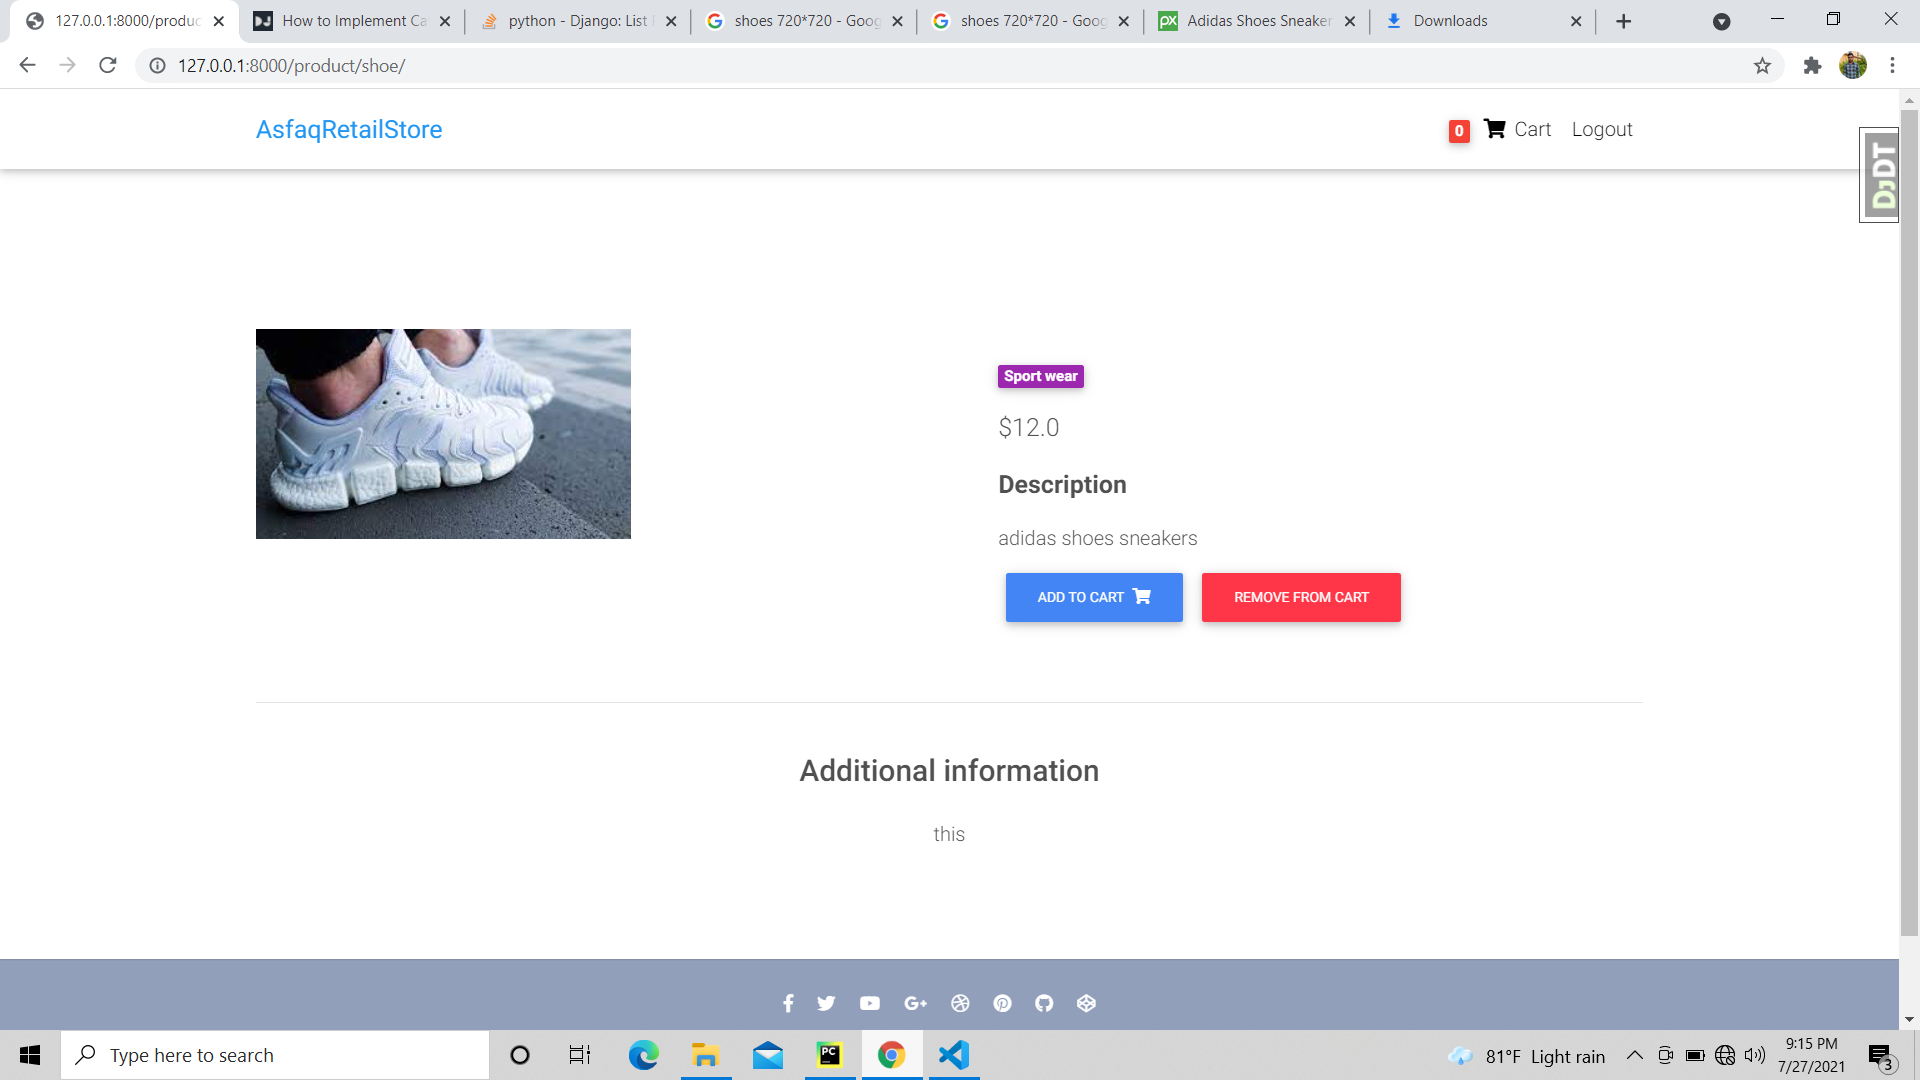 127.0.0.1:8000/produc
How to Implement Ca
python - Django: List
shoes 720*720 - Goog
shoes 720*720 - Goog
Adidas Shoes Sneaker
Downloads
127.0.0.1:8000/product/shoe/
AsfaqRetailStore
0 Cart Logout
DjDT
Sport wear
$12.0
Description
adidas shoes sneakers
ADD TO CART
REMOVE FROM CART
Additional information
this
Type here to search
PC
81°F Light rain
9:15 PM
7/27/2021
3